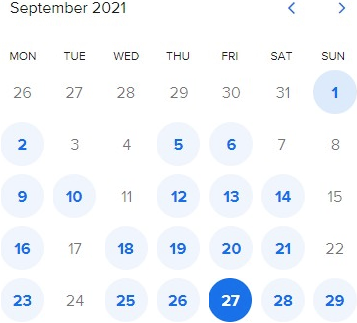 September 2021
MON TUE WED THU FRI SAT SUN
26 27 28 29 30 31 1
2 3 4 5 6 7 8
9 10 11 12 13 14 15
16 17 18 19 20 21 22
23 24 25 26 27 28 29